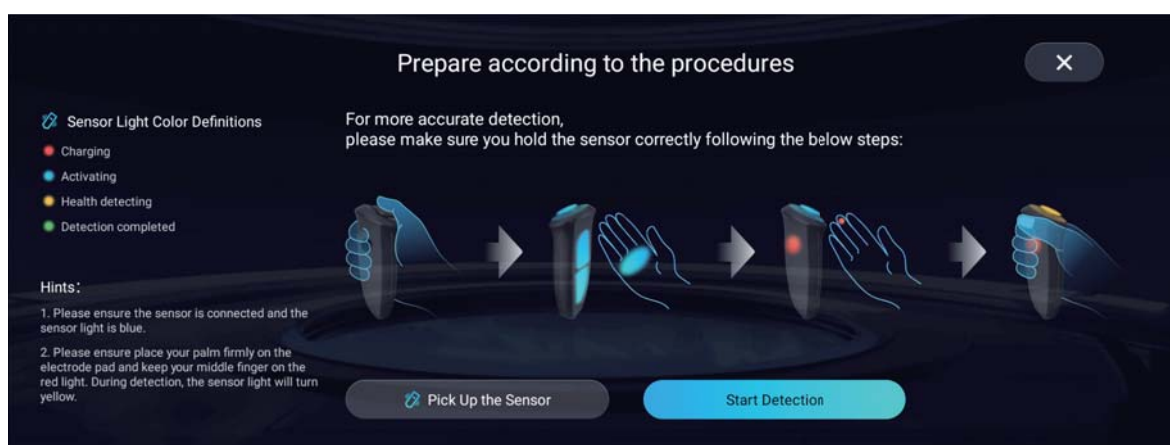 Prepare according to the procedures
Sensor Light Color Definitions
Charging
Activating
Health detecting
Detection completed
Hints:
1. Please ensure the sensor is connected and the
sensor light is blue.
2. Please ensure place your palm firmly on the
electrode pad and keep your middle finger on the
red light. During detection, the sensor light will turn
yellow.
For more accurate detection,
please make sure you hold the sensor correctly following the below steps:
Pick Up the Sensor
Start Detection